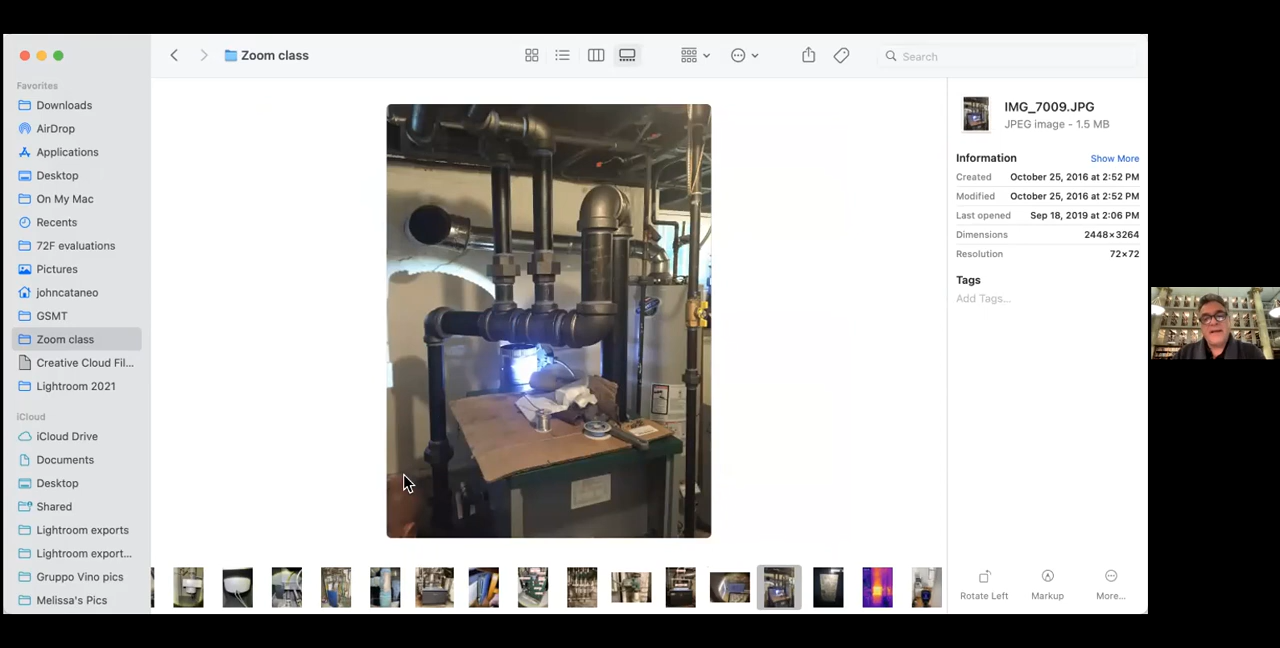 Zoom class
Search
Favorites
Downloads
AirDrop
Applications
Desktop
On My Mac
Recents
72F evaluations
Pictures
johncataneo
GSMT
Zoom class
Creative Cloud Fil...
Lightroom 2021
iCloud
iCloud Drive
Documents
Desktop
Shared
Lightroom exports
Lightroom export...
Gruppo Vino pics
Melissa's Pics
IMG_7009.JPG
JPEG image - 1.5 MB
Information Show More
Created October 25, 2016 at 2:52 PM
Modified October 25, 2016 at 2:52 PM
Last opened Sep 18, 2019 at 2:06 PM
Dimensions 2448×3264
Resolution 72×72
Tags
Add Tags...
Rotate Left Markup More...